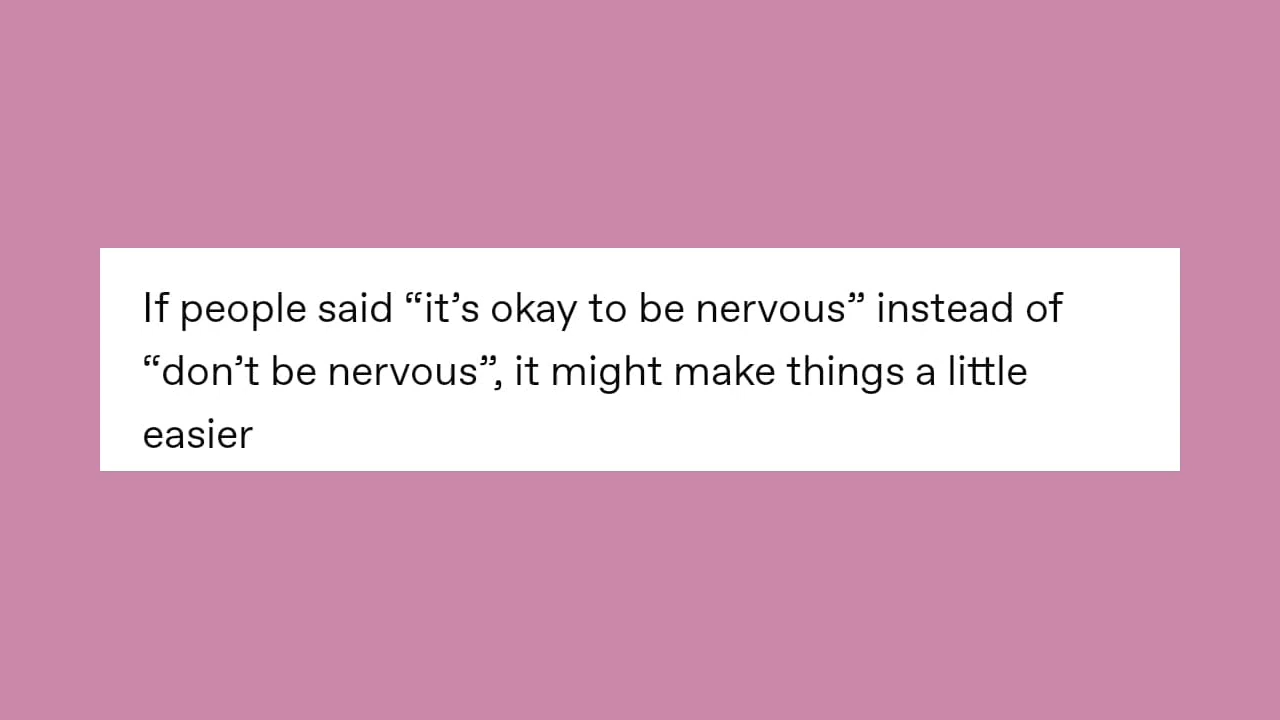 If people said “it’s okay to be nervous” instead of
“don’t be nervous”, it might make things a little
easier